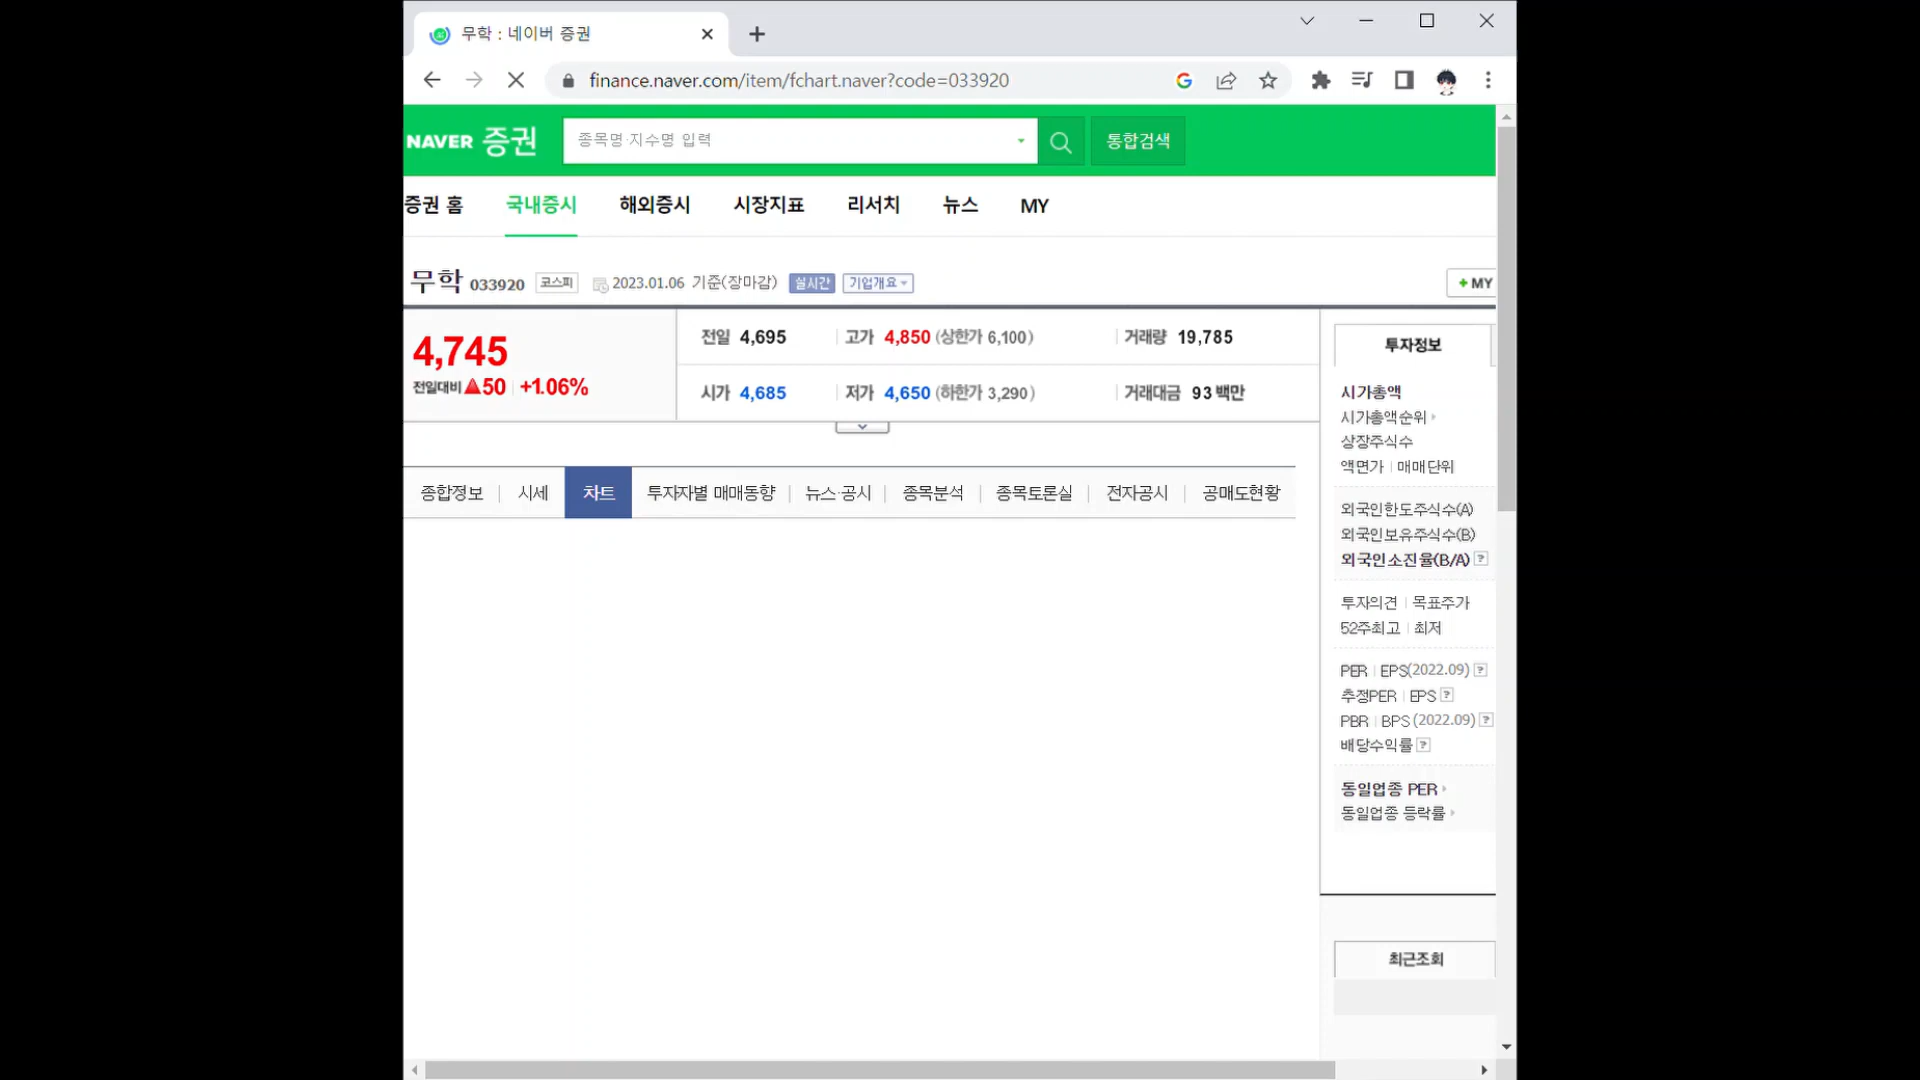 무학 : 네이버 증권
finance.naver.com/item/fchart.naver?code=033920
NAVER 증권
종목명·지수명 입력
통합검색
증권 홈 국내증시 해외증시 시장지표 리서치 뉴스 MY
무학 033920 코스피 2023.01.06 기준(장마감) 실시간 기업개요
+ MY
4,745
전일대비 ▲50 +1.06%
전일 4,695 고가 4,850 (상한가 6,100) 거래량 19,785
시가 4,685 저가 4,650 (하한가 3,290) 거래대금 93 백만
종합정보 시세 차트 투자자별 매매동향 뉴스·공시 종목분석 종목토론실 전자공시 공매도현황
투자정보
시가총액
시가총액순위
상장주식수
액면가 매매단위
외국인한도주식수(A)
외국인보유주식수(B)
외국인소진율(B/A) ?
투자의견 목표주가
52주최고 최저
PER EPS(2022.09) ?
추정PER EPS ?
PBR BPS (2022.09) ?
배당수익률 ?
동일업종 PER
동일업종 등락률
최근조회